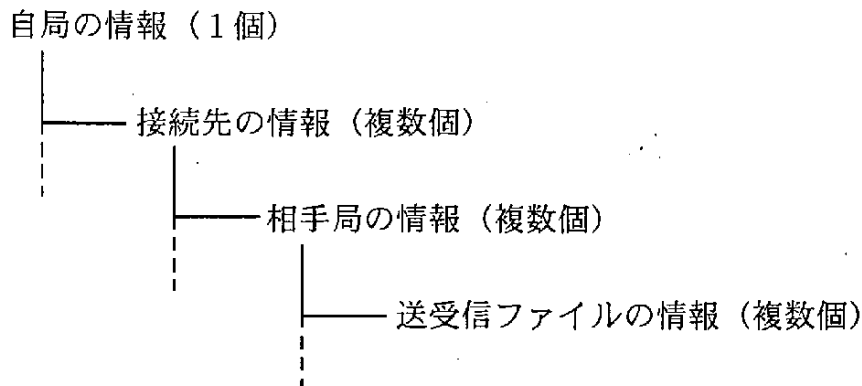 自局の情報（１個）
接続先の情報（複数個）
相手局の情報（複数個）
送受信ファイルの情報（複数個）